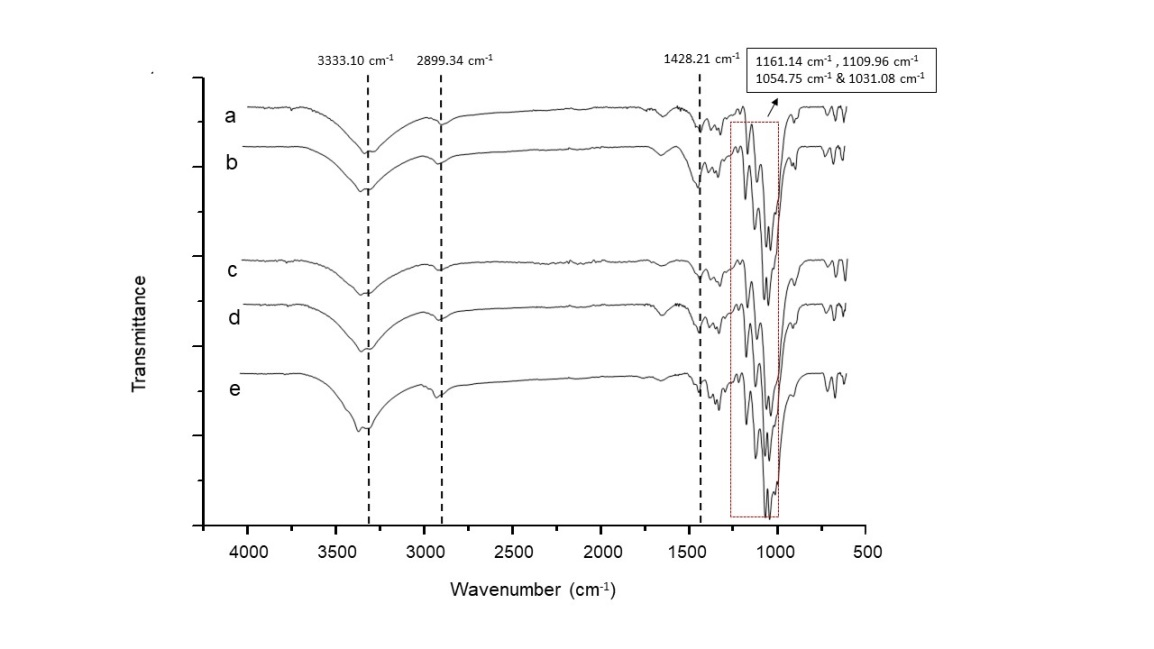 3333.10 cm-1 2899.34 cm-1 1428.21 cm-1
1161.14 cm-1 , 1109.96 cm-1
1054.75 cm-1 & 1031.08 cm-1
a
b
c
d
e
Transmittance
4000 3500 3000 2500 2000 1500 1000 500
Wavenumber (cm-1)